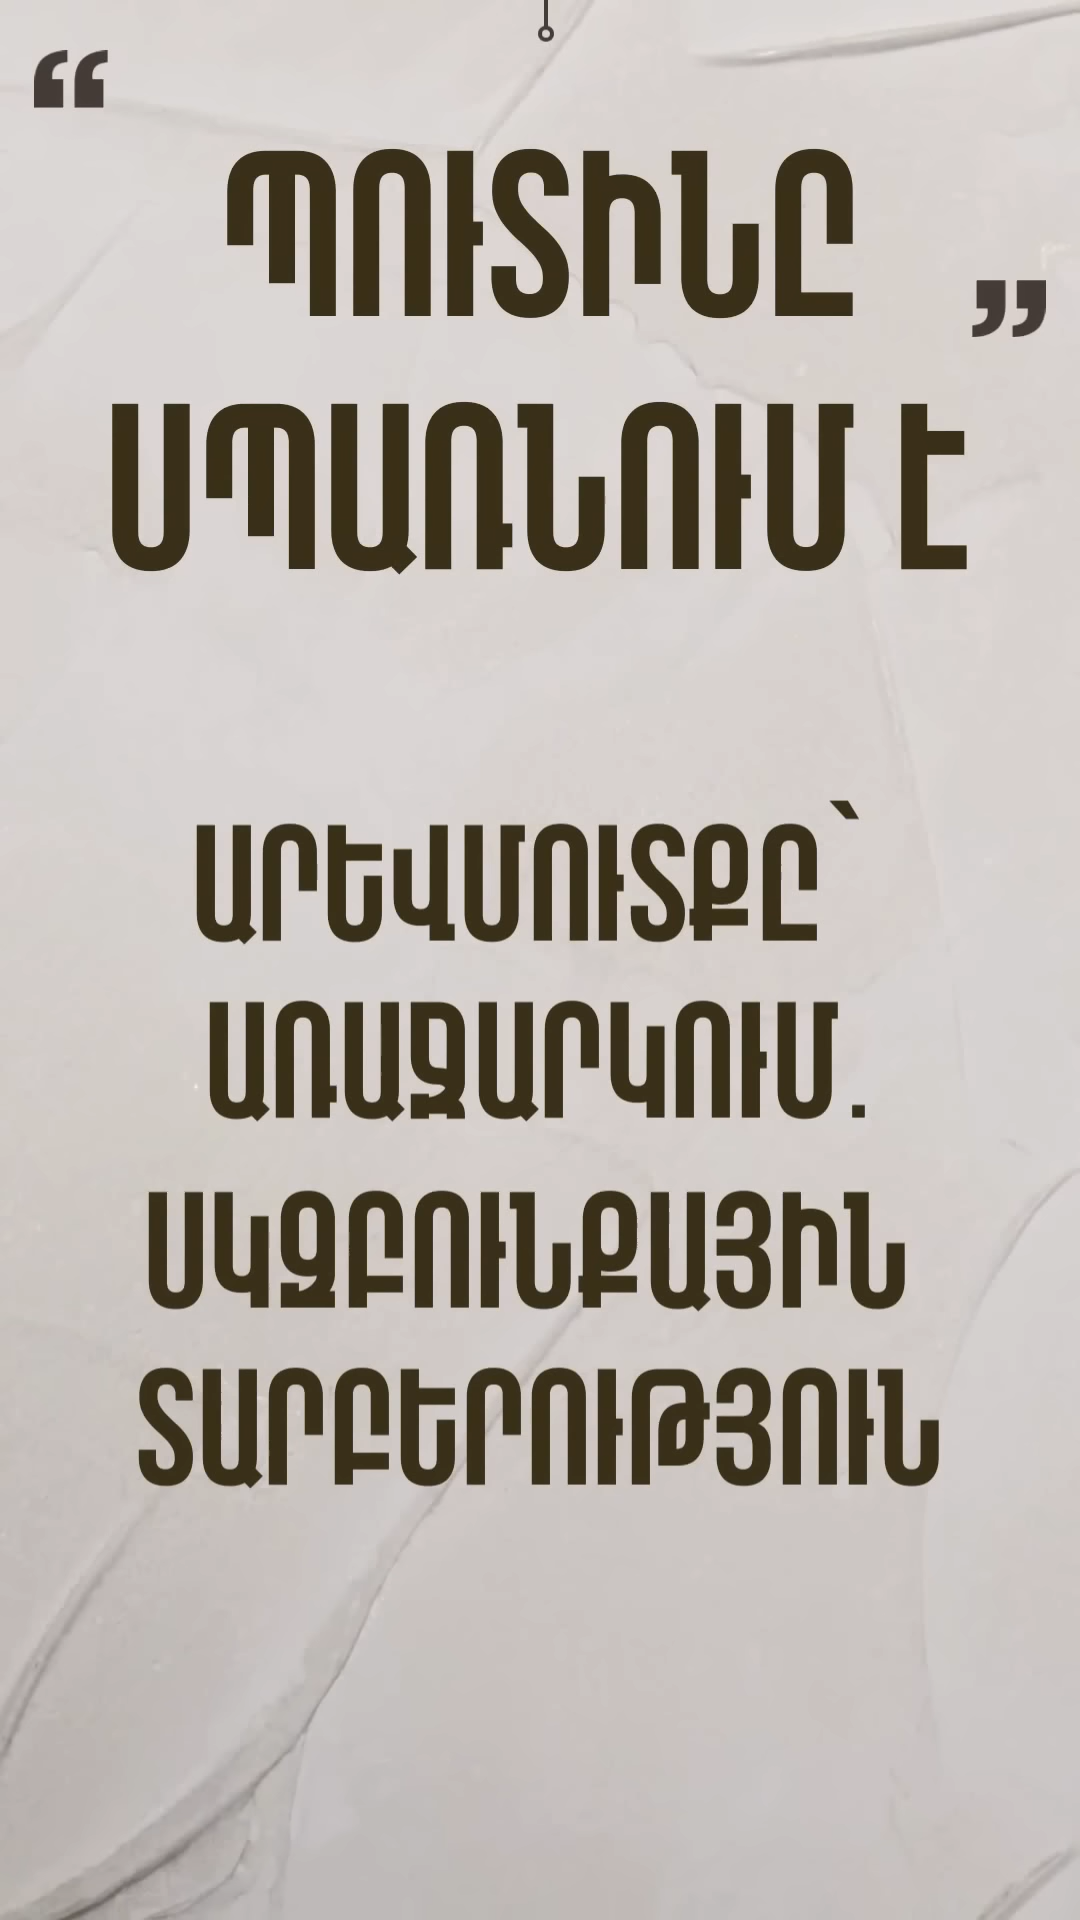 “
ՊՈՒՏԻՆԸ
”
ՍՊԱՌՆՈՒՄ Է
ԱՐԵՎՄՈՒՏՔԸ՝
ԱՌԱՋԱՐԿՈՒՄ.
ՍԿԶԲՈՒՆՔԱՅԻՆ
ՏԱՐԲԵՐՈՒԹՅՈՒՆ